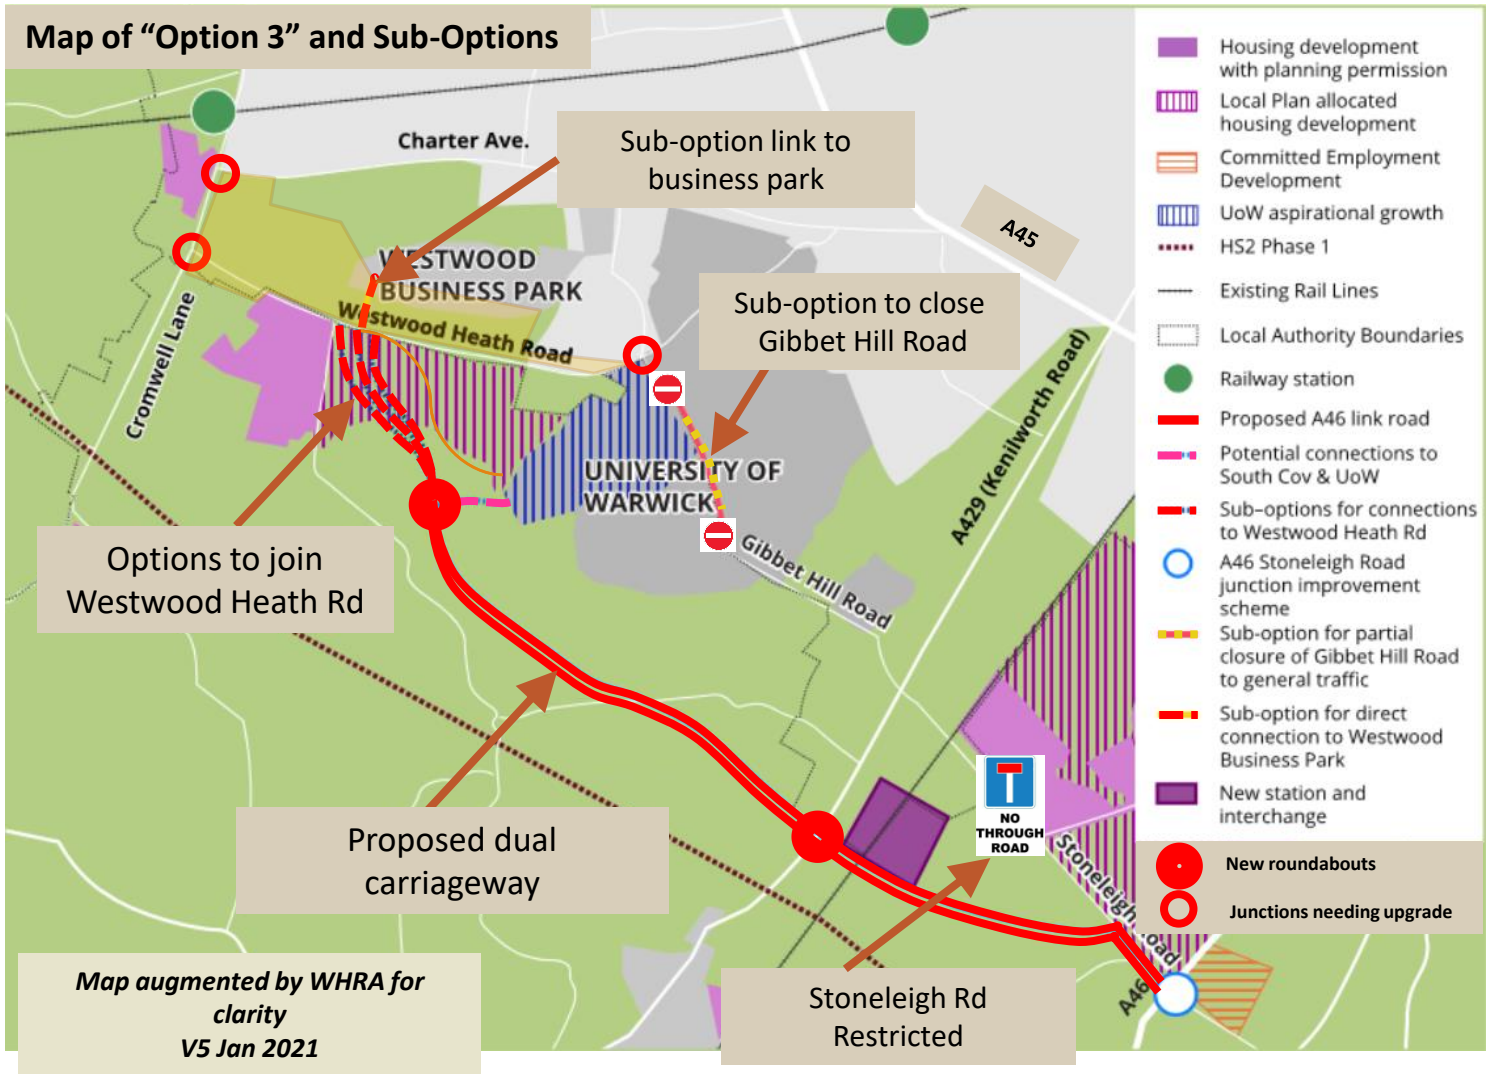 Map of “Option 3” and Sub-Options
Charter Ave.
Sub-option link to
business park
A45
WESTWOOD
BUSINESS PARK
Westwood Heath Road
Cromwell Lane
Sub-option to close
Gibbet Hill Road
A429 (Kenilworth Road)
UNIVERSITY OF
WARWICK
Gibbet Hill Road
Options to join
Westwood Heath Rd
Proposed dual
carriageway
NO
THROUGH
ROAD
Stoneleigh Road
A46
Stoneleigh Rd
Restricted
Map augmented by WHRA for
clarity
V5 Jan 2021
Housing development
with planning permission
Local Plan allocated
housing development
Committed Employment
Development
UoW aspirational growth
HS2 Phase 1
Existing Rail Lines
Local Authority Boundaries
Railway station
Proposed A46 link road
Potential connections to
South Cov & UoW
Sub–options for connections
to Westwood Heath Rd
A46 Stoneleigh Road
junction improvement
scheme
Sub-option for partial
closure of Gibbet Hill Road
to general traffic
Sub-option for direct
connection to Westwood
Business Park
New station and
interchange
New roundabouts
Junctions needing upgrade